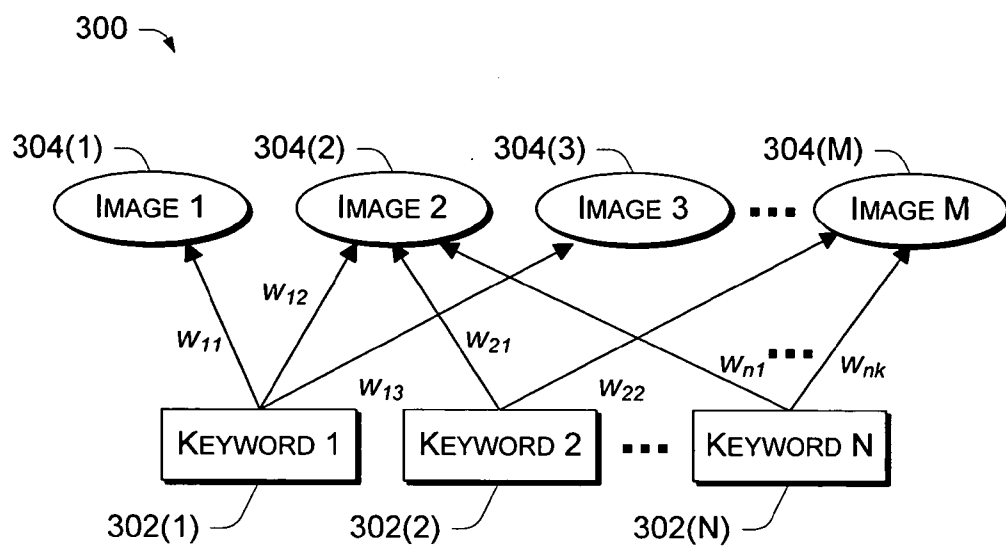 300
304(1) 304(2) 304(3) 304(M)
IMAGE 1 IMAGE 2 IMAGE 3 ▪▪▪ IMAGE M
w12
w11 w21
w13 w22 wn1 ▪▪▪ wnk
KEYWORD 1 KEYWORD 2 ▪▪▪ KEYWORD N
302(1) 302(2) 302(N)